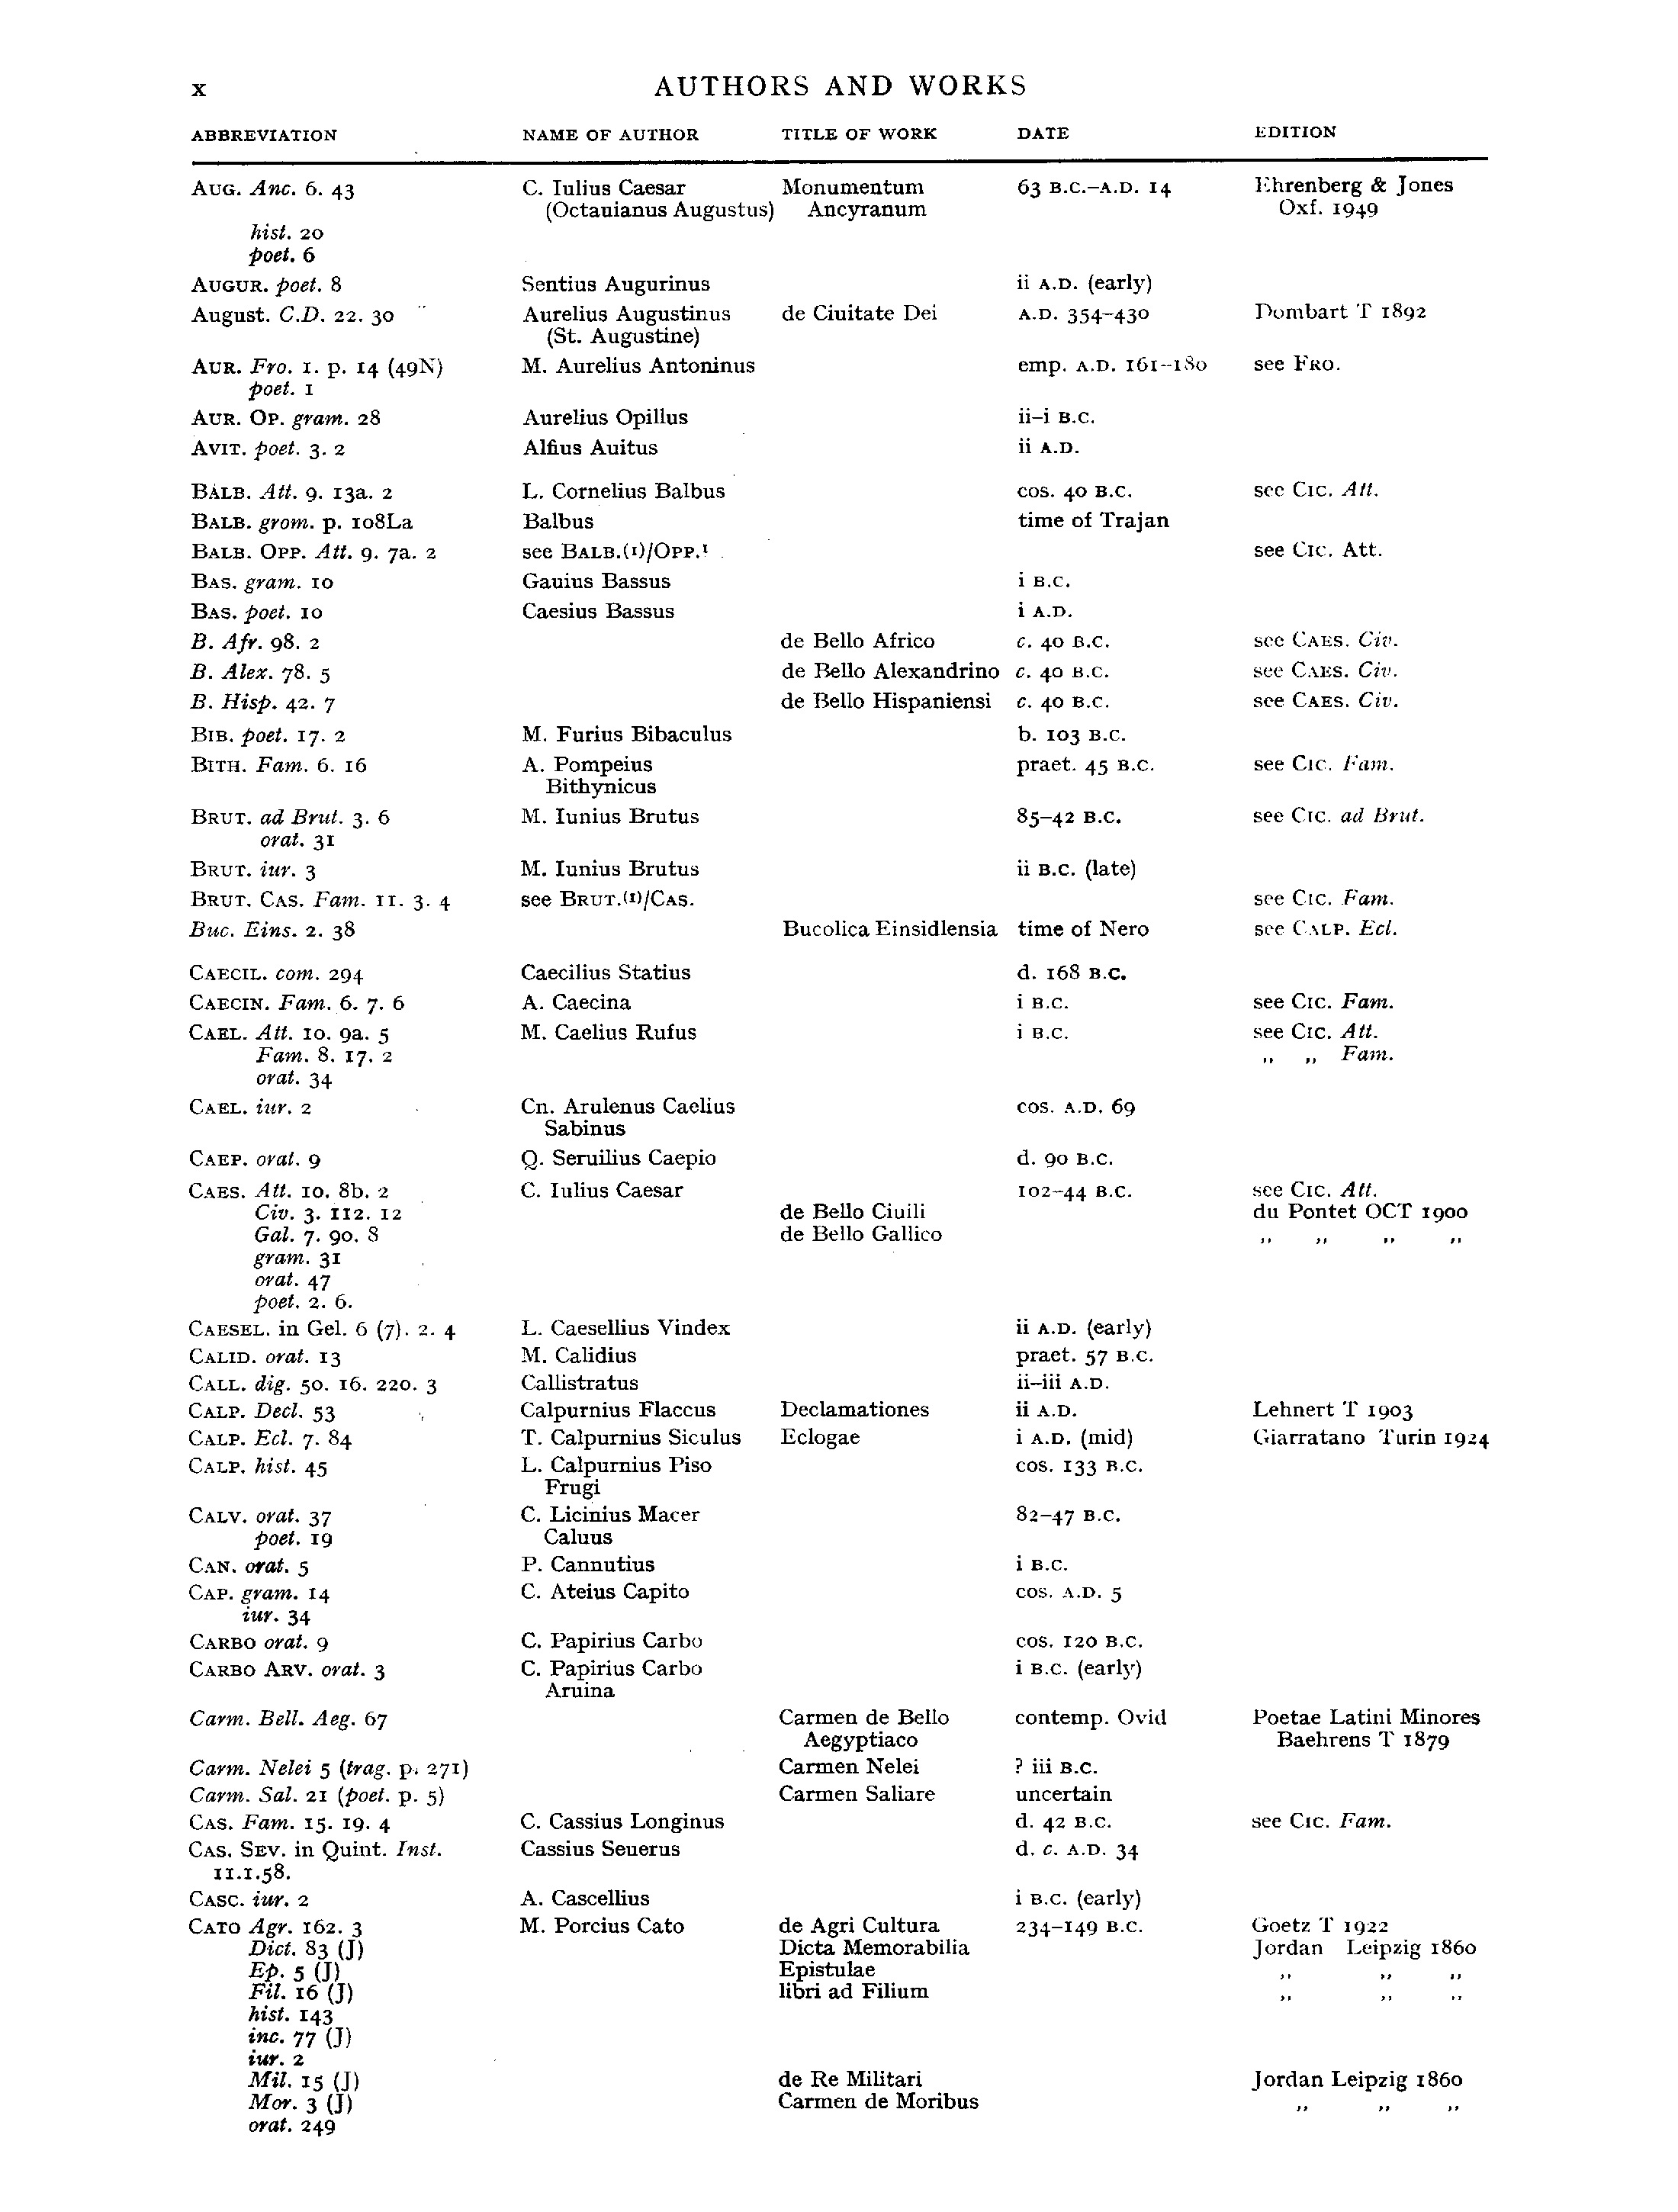 x AUTHORS AND WORKS
ABBREVIATION NAME OF AUTHOR TITLE OF WORK DATE EDITION
AUG. Anc. 6. 43 C. Iulius Caesar Monumentum 63 B.C.–A.D. 14 Ehrenberg & Jones
(Octauianus Augustus) Ancyranum Oxf. 1949
hist. 20
poet. 6
AUGUR. poet. 8 Sentius Augurinus ii A.D. (early)
August. C.D. 22. 30 Aurelius Augustinus de Ciuitate Dei A.D. 354–430 Dombart T 1892
(St. Augustine)
AUR. Fro. 1. p. 14 (49N) M. Aurelius Antoninus emp. A.D. 161–180 see FRO.
poet. 1
AUR. OP. gram. 28 Aurelius Opillus ii–i B.C.
AVIT. poet. 3. 2 Alfius Auitus ii A.D.
BALB. Att. 9. 13a. 2 L. Cornelius Balbus cos. 40 B.C. see CIC. Att.
BALB. grom. p. 108La Balbus time of Trajan
BALB. OPP. Att. 9. 7a. 2 see BALB.(1)/OPP.¹ see CIC. Att.
BAS. gram. 10 Gauius Bassus i B.C.
BAS. poet. 10 Caesius Bassus i A.D.
B. Afr. 98. 2 de Bello Africo c. 40 B.C. see CAES. Civ.
B. Alex. 78. 5 de Bello Alexandrino c. 40 B.C. see CAES. Civ.
B. Hisp. 42. 7 de Bello Hispaniensi c. 40 B.C. see CAES. Civ.
BIB. poet. 17. 2 M. Furius Bibaculus b. 103 B.C.
BITH. Fam. 6. 16 A. Pompeius praet. 45 B.C. see CIC. Fam.
Bithynicus
BRUT. ad Brut. 3. 6 M. Iunius Brutus 85–42 B.C. see CIC. ad Brut.
orat. 31
BRUT. iur. 3 M. Iunius Brutus ii B.C. (late)
BRUT. CAS. Fam. 11. 3. 4 see BRUT.(1)/CAS. see CIC. Fam.
Buc. Eins. 2. 38 Bucolica Einsidlensia time of Nero see CALP. Ecl.
CAECIL. com. 294 Caecilius Statius d. 168 B.C.
CAECIN. Fam. 6. 7. 6 A. Caecina i B.C. see CIC. Fam.
CAEL. Att. 10. 9a. 5 M. Caelius Rufus i B.C. see CIC. Att.
Fam. 8. 17. 2 ,, ,, Fam.
orat. 34
CAEL. iur. 2 Cn. Arulenus Caelius cos. A.D. 69
Sabinus
CAEP. orat. 9 Q. Seruilius Caepio d. 90 B.C.
CAES. Att. 10. 8b. 2 C. Iulius Caesar 102–44 B.C. see CIC. Att.
Civ. 3. 112. 12 de Bello Ciuili du Pontet OCT 1900
Gal. 7. 90. 8 de Bello Gallico ,, ,, ,, ,,
gram. 31
orat. 47
poet. 2. 6.
CAESEL. in Gel. 6 (7). 2. 4 L. Caesellius Vindex ii A.D. (early)
CALID. orat. 13 M. Calidius praet. 57 B.C.
CALL. dig. 50. 16. 220. 3 Callistratus ii–iii A.D.
CALP. Decl. 53 Calpurnius Flaccus Declamationes ii A.D. Lehnert T 1903
CALP. Ecl. 7. 84 T. Calpurnius Siculus Eclogae i A.D. (mid) Giarratano Turin 1924
CALP. hist. 45 L. Calpurnius Piso cos. 133 B.C.
Frugi
CALV. orat. 37 C. Licinius Macer 82–47 B.C.
poet. 19 Caluus
CAN. orat. 5 P. Cannutius i B.C.
CAP. gram. 14 C. Ateius Capito cos. A.D. 5
iur. 34
CARBO orat. 9 C. Papirius Carbo cos. 120 B.C.
CARBO ARV. orat. 3 C. Papirius Carbo i B.C. (early)
Aruina
Carm. Bell. Aeg. 67 Carmen de Bello contemp. Ovid Poetae Latini Minores
Aegyptiaco Baehrens T 1879
Carm. Nelei 5 (trag. p. 271) Carmen Nelei ? iii B.C.
Carm. Sal. 21 (poet. p. 5) Carmen Saliare uncertain
CAS. Fam. 15. 19. 4 C. Cassius Longinus d. 42 B.C. see CIC. Fam.
CAS. SEV. in Quint. Inst. Cassius Seuerus d. c. A.D. 34
11.1.58.
CASC. iur. 2 A. Cascellius i B.C. (early)
CATO Agr. 162. 3 M. Porcius Cato de Agri Cultura 234–149 B.C. Goetz T 1922
Dict. 83 (J) Dicta Memorabilia Jordan Leipzig 1860
Ep. 5 (J) Epistulae ,, ,, ,,
Fil. 16 (J) libri ad Filium ,, ,, ,,
hist. 143
inc. 77 (J)
iur. 2
Mil. 15 (J) de Re Militari Jordan Leipzig 1860
Mor. 3 (J) Carmen de Moribus ,, ,, ,,
orat. 249